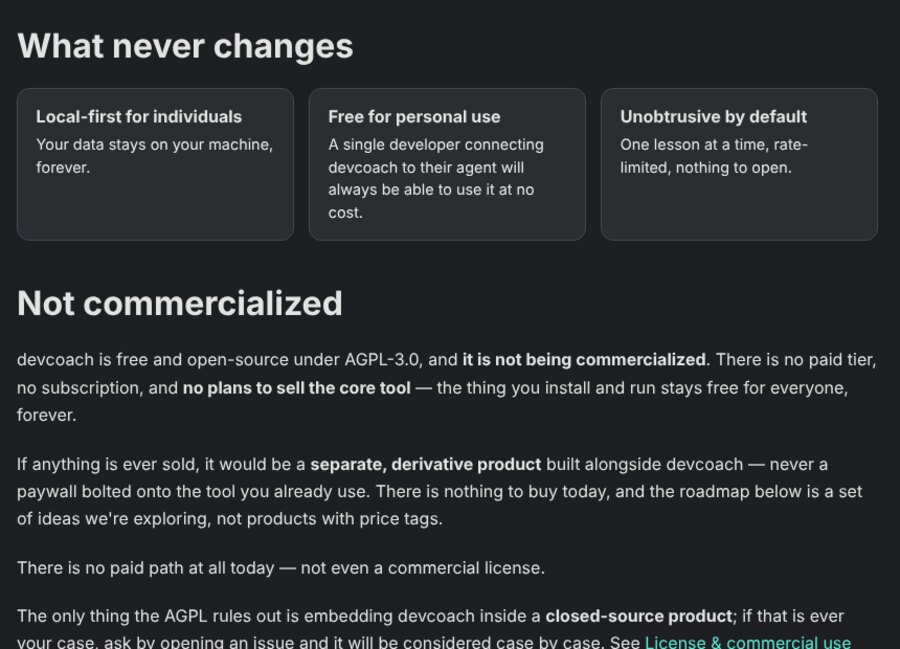 What never changes
Local-first for individuals
Your data stays on your machine,
forever.
Free for personal use
A single developer connecting
devcoach to their agent will
always be able to use it at no
cost.
Unobtrusive by default
One lesson at a time, rate-
limited, nothing to open.
Not commercialized
devcoach is free and open-source under AGPL-3.0, and it is not being commercialized. There is no paid tier,
no subscription, and no plans to sell the core tool — the thing you install and run stays free for everyone,
forever.
If anything is ever sold, it would be a separate, derivative product built alongside devcoach — never a
paywall bolted onto the tool you already use. There is nothing to buy today, and the roadmap below is a set
of ideas we're exploring, not products with price tags.
There is no paid path at all today — not even a commercial license.
The only thing the AGPL rules out is embedding devcoach inside a closed-source product; if that is ever
your case, ask by opening an issue and it will be considered case by case. See License & commercial use